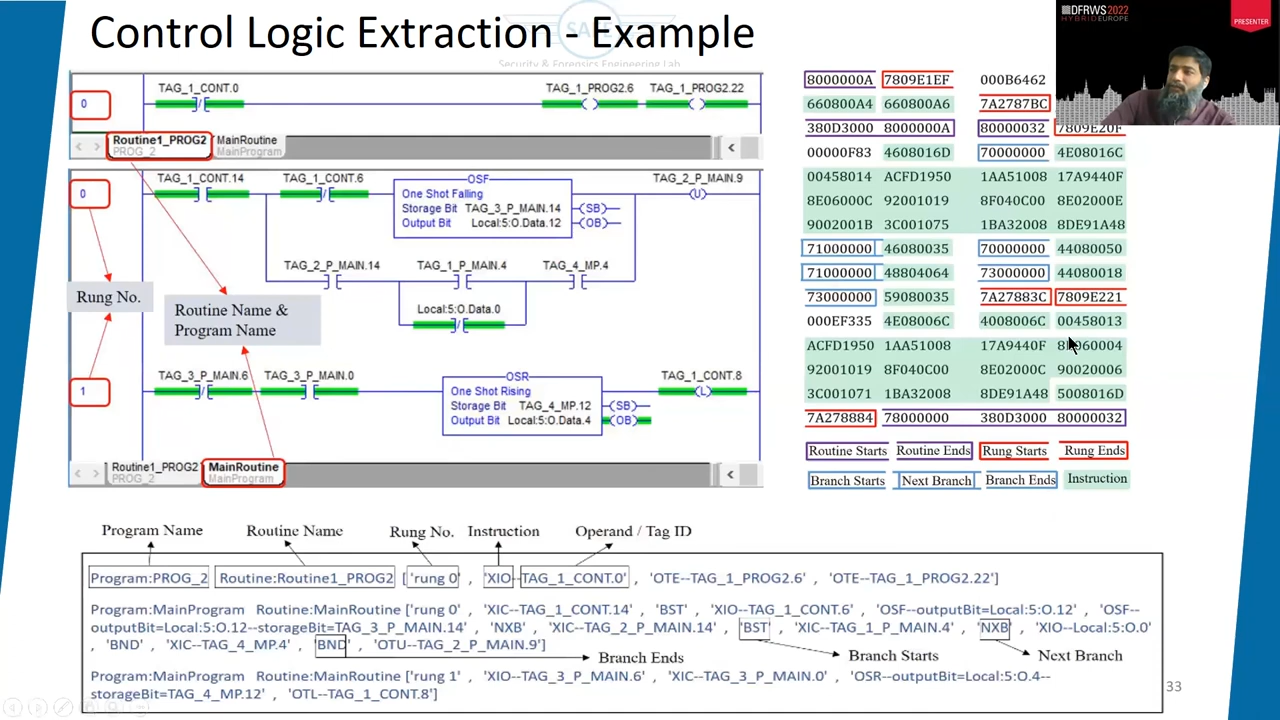 Control Logic Extraction - Example
SAFE
Security & Forensics Engineering Lab
DFRWS 2022
HYBRID EUROPE
PRESENTER
0
TAG_1_CONT.0
TAG_1_PROG2.6
TAG_1_PROG2.22
Routine1_PROG2
PROG_2
MainRoutine
MainProgram
0
TAG_1_CONT.14
TAG_1_CONT.6
OSF
One Shot Falling
Storage Bit TAG_3_P_MAIN.14
Output Bit Local:5:O.Data.12
(SB)
(OB)
TAG_2_P_MAIN.9
U
TAG_2_P_MAIN.14
TAG_1_P_MAIN.4
TAG_4_MP.4
Local:5:O.Data.0
Rung No.
Routine Name &
Program Name
1
TAG_3_P_MAIN.6
TAG_3_P_MAIN.0
OSR
One Shot Rising
Storage Bit TAG_4_MP.12
Output Bit Local:5:O.Data.4
(SB)
(OB)
TAG_1_CONT.8
L
Routine1_PROG2
PROG_2
MainRoutine
MainProgram
8000000A 7809E1EF 000B6462
660800A4 660800A6 7A2787BC
380D3000 8000000A 80000032 7809E20F
00000F83 4608016D 70000000 4E08016C
00458014 ACFD1950 1AA51008 17A9440F
8E06000C 92001019 8F040C00 8E02000E
9002001B 3C001075 1BA32008 8DE91A48
71000000 46080035 70000000 44080050
71000000 48804064 73000000 44080018
73000000 59080035 7A27883C 7809E221
000EF335 4E08006C 4008006C 00458013
ACFD1950 1AA51008 17A9440F
92001019 8F040C00 8E02000C 90020006
3C001071 1BA32008 8DE91A48 5008016D
7A278884 78000000 380D3000 80000032
Routine Starts Routine Ends Rung Starts Rung Ends
Branch Starts Next Branch Branch Ends Instruction
Program Name Routine Name Rung No. Instruction Operand / Tag ID
Program:PROG_2 Routine:Routine1_PROG2 ['rung 0' , 'XIO--TAG_1_CONT.0' , 'OTE--TAG_1_PROG2.6' , 'OTE--TAG_1_PROG2.22']
Program:MainProgram Routine:MainRoutine ['rung 0' , 'XIC--TAG_1_CONT.14' , 'BST' , 'XIO--TAG_1_CONT.6' , 'OSF--outputBit=Local:5:O.12' , 'OSF--
outputBit=Local:5:O.12--storageBit=TAG_3_P_MAIN.14' , 'NXB' , 'XIC--TAG_2_P_MAIN.14' , 'BST' , 'XIC--TAG_1_P_MAIN.4' , 'NXB' , 'XIO--Local:5:O.0'
, 'BND' , 'XIC--TAG_4_MP.4' , 'BND' , 'OTU--TAG_2_P_MAIN.9']
Branch Ends Branch Starts Next Branch
Program:MainProgram Routine:MainRoutine ['rung 1' , 'XIO--TAG_3_P_MAIN.6' , 'XIC--TAG_3_P_MAIN.0' , 'OSR--outputBit=Local:5:O.4--
storageBit=TAG_4_MP.12' , 'OTL--TAG_1_CONT.8']
33